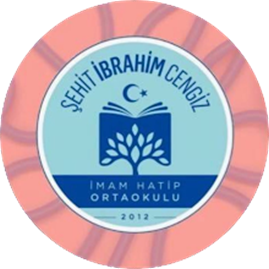 ŞEHİT İBRAHİM CENGİZ
İMAM HATİP
ORTAOKULU
2012